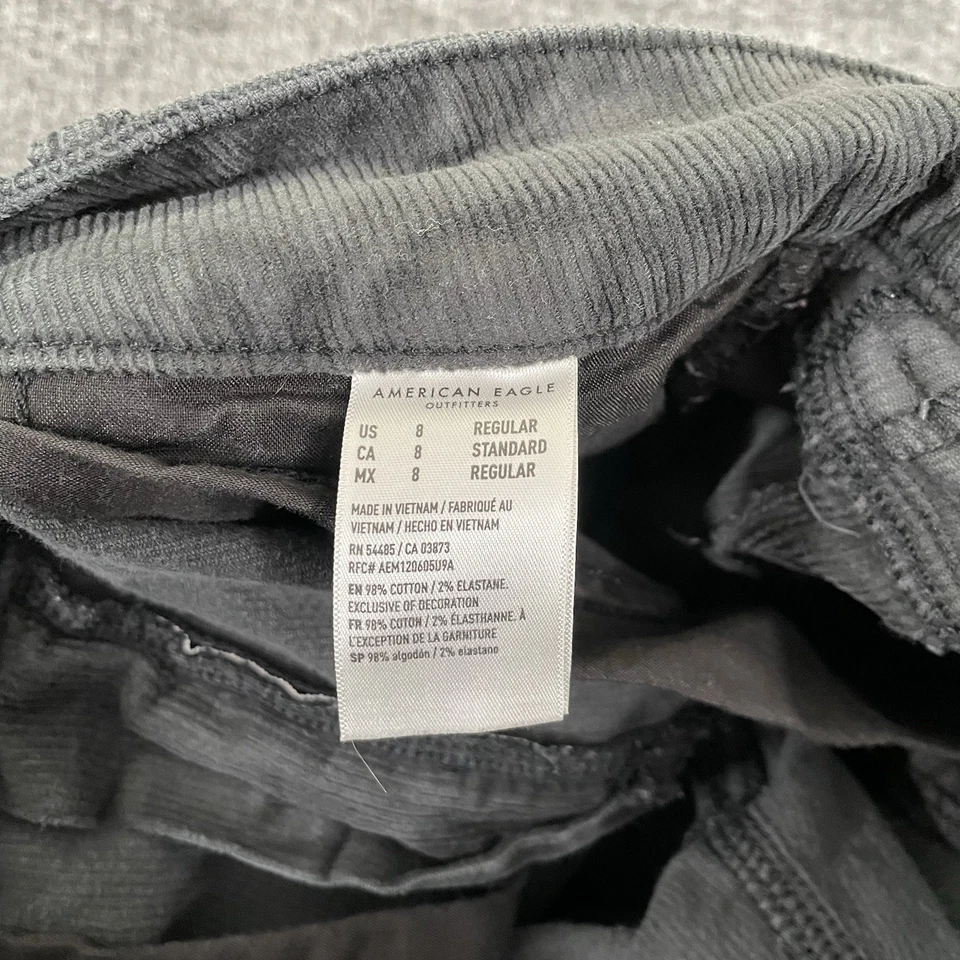 AMERICAN EAGLE
OUTFITTERS
US 8 REGULAR
CA 8 STANDARD
MX 8 REGULAR
MADE IN VIETNAM / FABRIQUÉ AU
VIETNAM / HECHO EN VIETNAM
RN 54485 / CA 03873
RFC# AEM120605U9A
EN 98% COTTON / 2% ELASTANE.
EXCLUSIVE OF DECORATION
FR 98% COTON / 2% ÉLASTHANNE. À
L'EXCEPTION DE LA GARNITURE
SP 98% algodón / 2% elastano